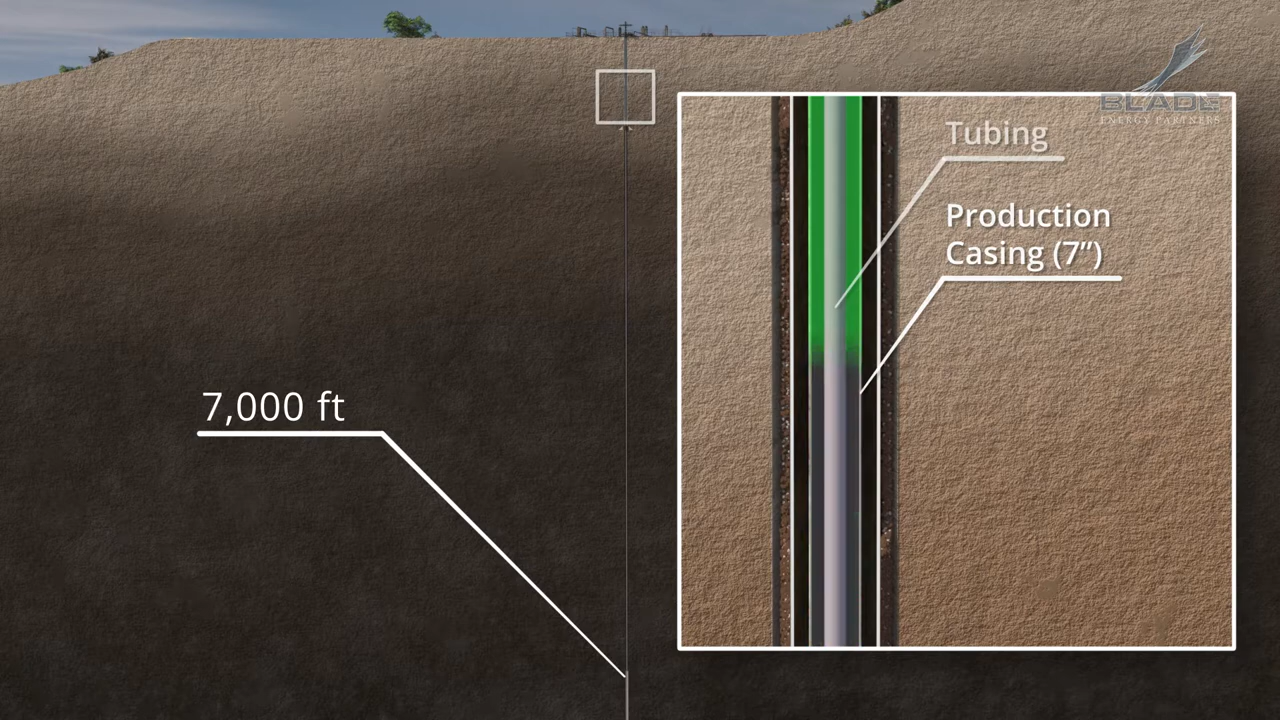 BLADE
ENERGY PARTNERS
Tubing
Production
Casing (7”)
7,000 ft